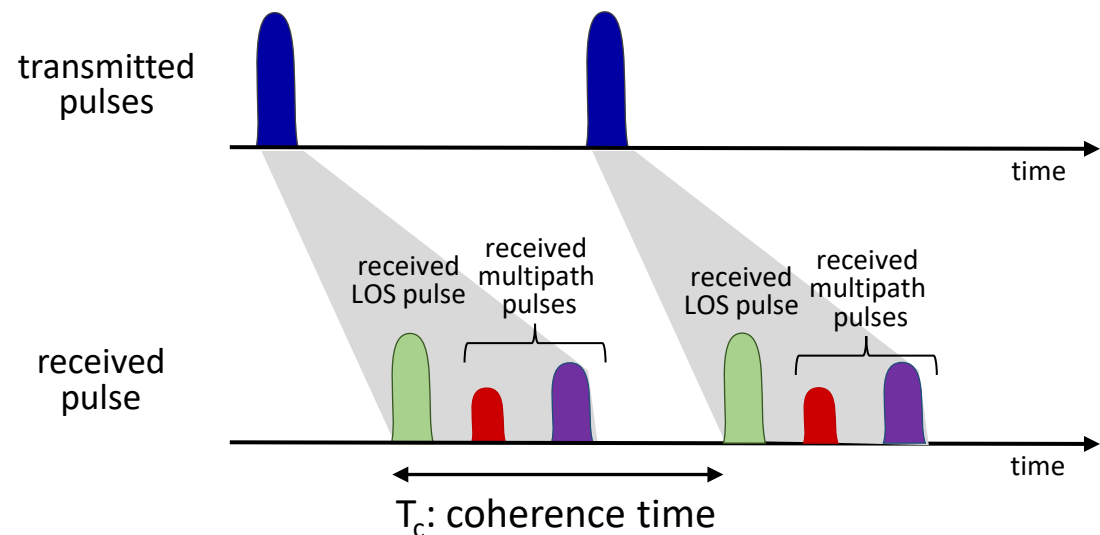 transmitted
pulses
time
received
LOS pulse
received
multipath
pulses
received
LOS pulse
received
multipath
pulses
received
pulse
time
Tc: coherence time